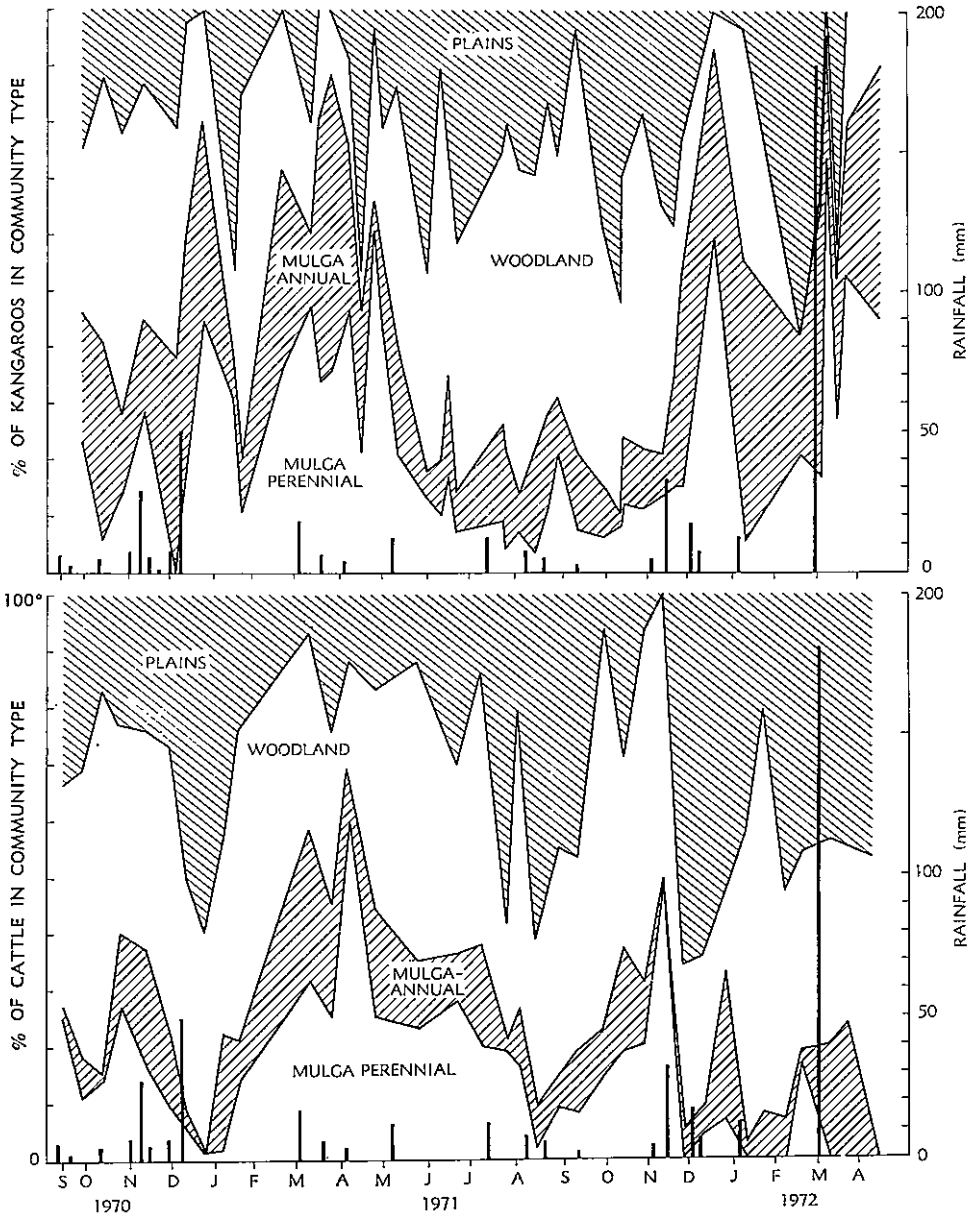 % OF KANGAROOS IN COMMUNITY TYPE
PLAINS
MULGA
ANNUAL
WOODLAND
MULGA
PERENNIAL
200
100
50
0
RAINFALL (mm)
% OF CATTLE IN COMMUNITY TYPE
100°
0
PLAINS
WOODLAND
MULGA-
ANNUAL
MULGA PERENNIAL
200
100
50
0
RAINFALL (mm)
S O N D J F M A M J J A S O N D J F M A
1970 1971 1972